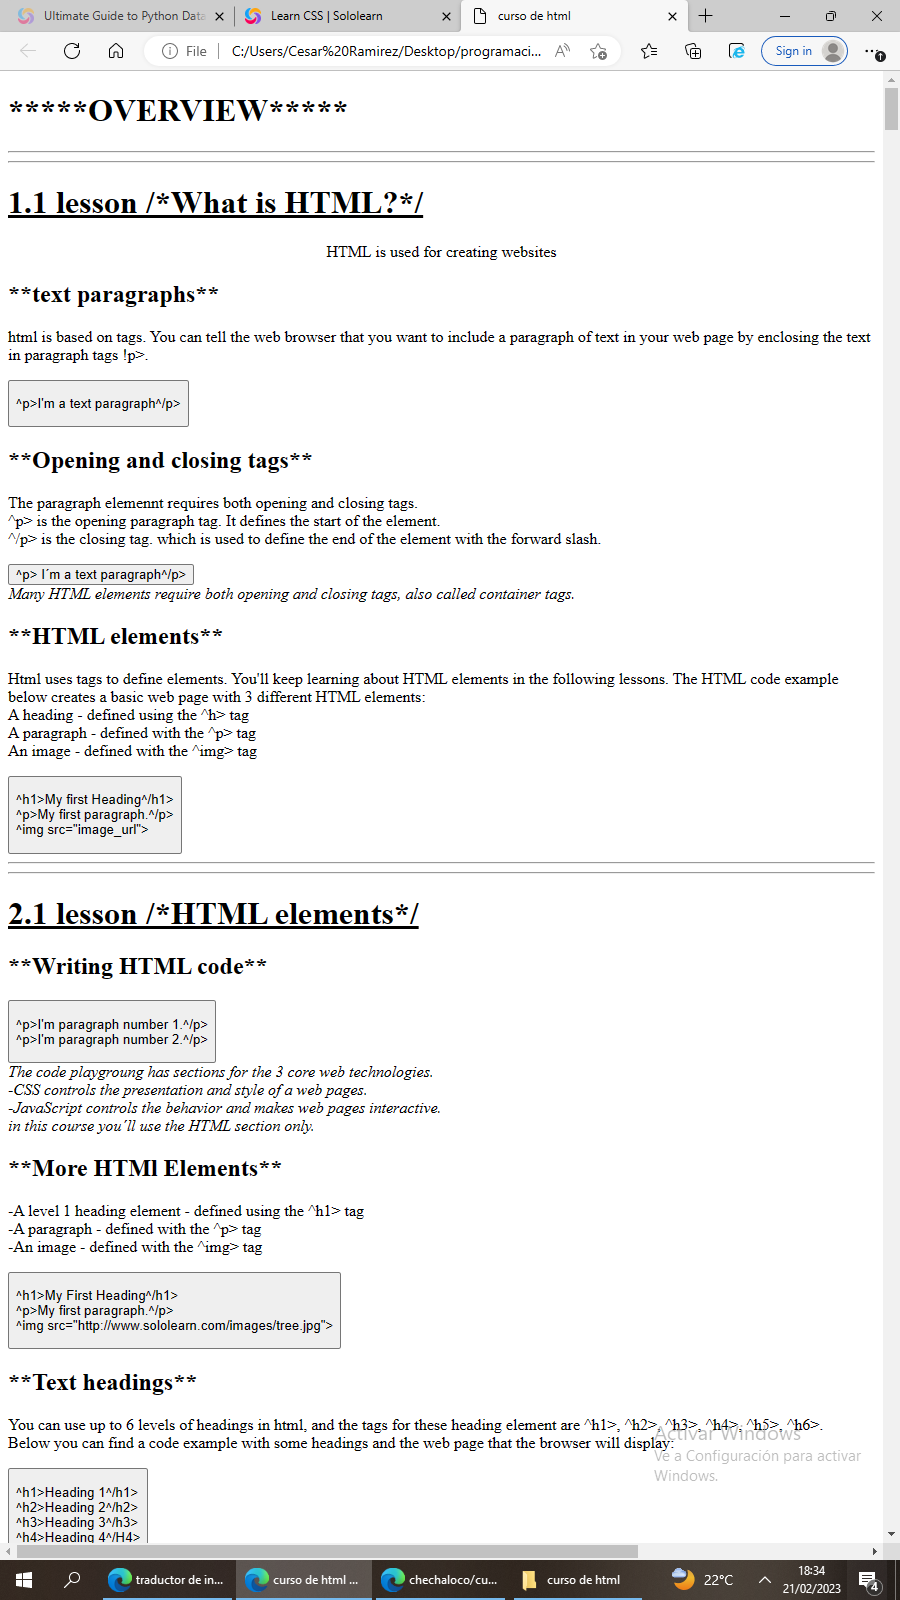 Ultimate Guide to Python Data
Learn CSS | Sololearn
curso de html
File
C:/Users/Cesar%20Ramirez/Desktop/programaci...
Sign in
*****OVERVIEW*****
1.1 lesson /*What is HTML?*/
HTML is used for creating websites
**text paragraphs**
html is based on tags. You can tell the web browser that you want to include a paragraph of text in your web page by enclosing the text
in paragraph tags !p>.
^p>I'm a text paragraph^/p>
**Opening and closing tags**
The paragraph elemennt requires both opening and closing tags.
^p> is the opening paragraph tag. It defines the start of the element.
^/p> is the closing tag. which is used to define the end of the element with the forward slash.
^p> I´m a text paragraph^/p>
Many HTML elements require both opening and closing tags, also called container tags.
**HTML elements**
Html uses tags to define elements. You'll keep learning about HTML elements in the following lessons. The HTML code example
below creates a basic web page with 3 different HTML elements:
A heading - defined using the ^h> tag
A paragraph - defined with the ^p> tag
An image - defined with the ^img> tag
^h1>My first Heading^/h1>
^p>My first paragraph.^/p>
^img src="image_url">
2.1 lesson /*HTML elements*/
**Writing HTML code**
^p>I'm paragraph number 1.^/p>
^p>I'm paragraph number 2.^/p>
The code playgroung has sections for the 3 core web technologies.
-CSS controls the presentation and style of a web pages.
-JavaScript controls the behavior and makes web pages interactive.
in this course you´ll use the HTML section only.
**More HTMl Elements**
-A level 1 heading element - defined using the ^h1> tag
-A paragraph - defined with the ^p> tag
-An image - defined with the ^img> tag
^h1>My First Heading^/h1>
^p>My first paragraph.^/p>
^img src="http://www.sololearn.com/images/tree.jpg">
**Text headings**
You can use up to 6 levels of headings in html, and the tags for these heading element are ^h1>, ^h2>, ^h3>, ^h4>, ^h5>, ^h6>.
Below you can find a code example with some headings and the web page that the browser will display:
Activar Windows
Ve a Configuración para activar
Windows.
^h1>Heading 1^/h1>
^h2>Heading 2^/h2>
^h3>Heading 3^/h3>
^h4>Heading 4^/H4>
traductor de in...
curso de html ...
chechaloco/cu...
curso de html
22°C
18:34
21/02/2023
4